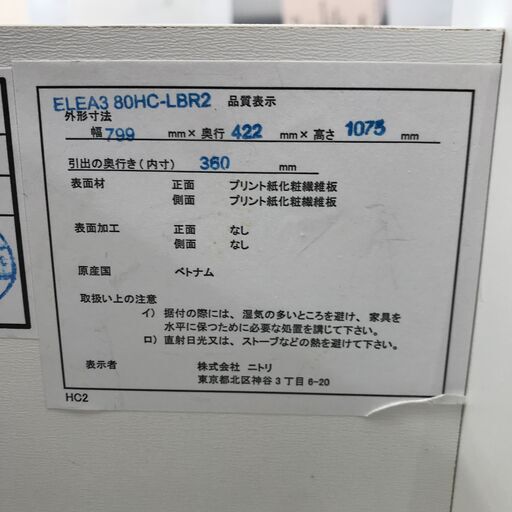 ELEA3 80HC-LBR2 品質表示
外形寸法
幅 799 mm× 奥行 422 mm× 高さ 1075 mm
引出の奥行き(内寸) 360 mm
表面材 正面 プリント紙化粧繊維板
側面 プリント紙化粧繊維板
表面加工 正面 なし
側面 なし
原産国 ベトナム
取扱い上の注意
イ) 据付の際には、湿気の多いところを避け、家具を
水平に保つために必要な処置を講じて下さい。
ロ) 直射日光又は、ストーブなどの熱を避けて下さい。
表示者 株式会社 ニトリ
東京都北区神谷3丁目6-20
HC2